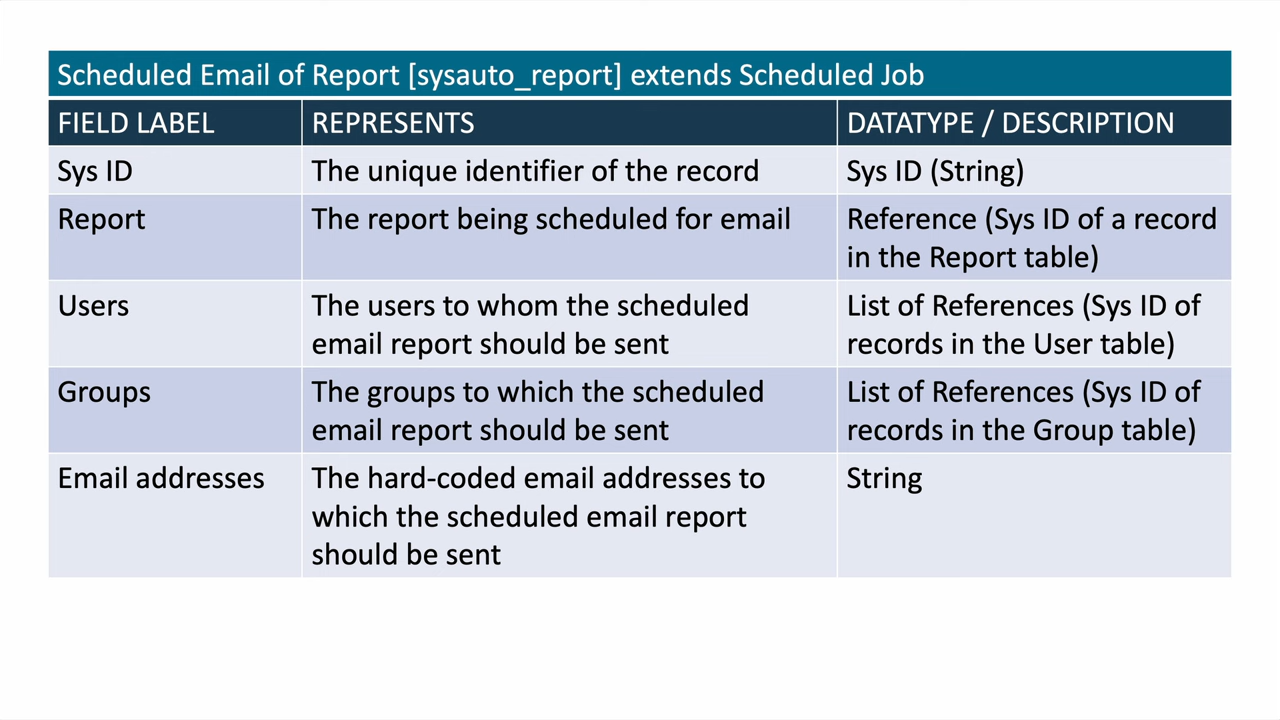 Scheduled Email of Report [sysauto_report] extends Scheduled Job
FIELD LABEL REPRESENTS DATATYPE / DESCRIPTION
Sys ID The unique identifier of the record Sys ID (String)
Report The report being scheduled for email Reference (Sys ID of a record
in the Report table)
Users The users to whom the scheduled List of References (Sys ID of
email report should be sent records in the User table)
Groups The groups to which the scheduled List of References (Sys ID of
email report should be sent records in the Group table)
Email addresses The hard-coded email addresses to String
which the scheduled email report
should be sent